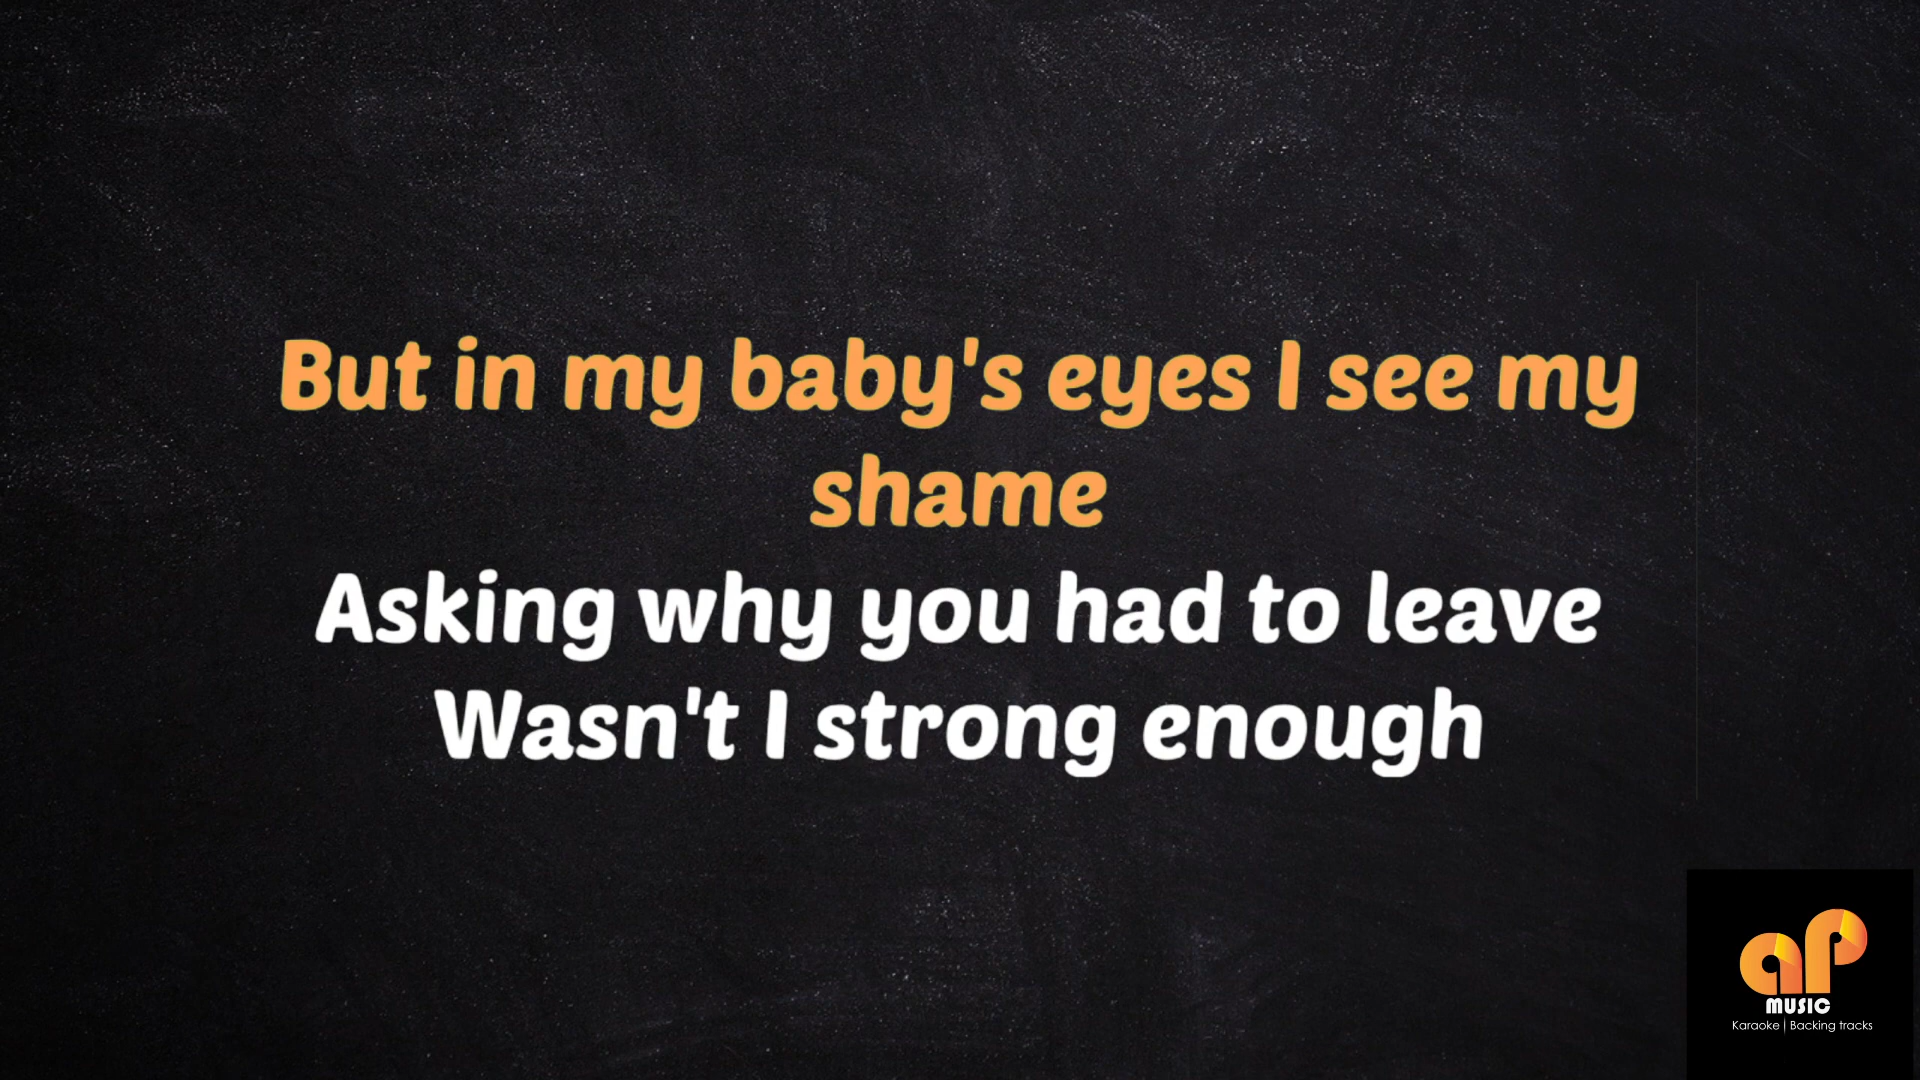 But in my baby's eyes I see my
shame
Asking why you had to leave
Wasn't I strong enough
ap
MUSIC
Karaoke | Backing tracks